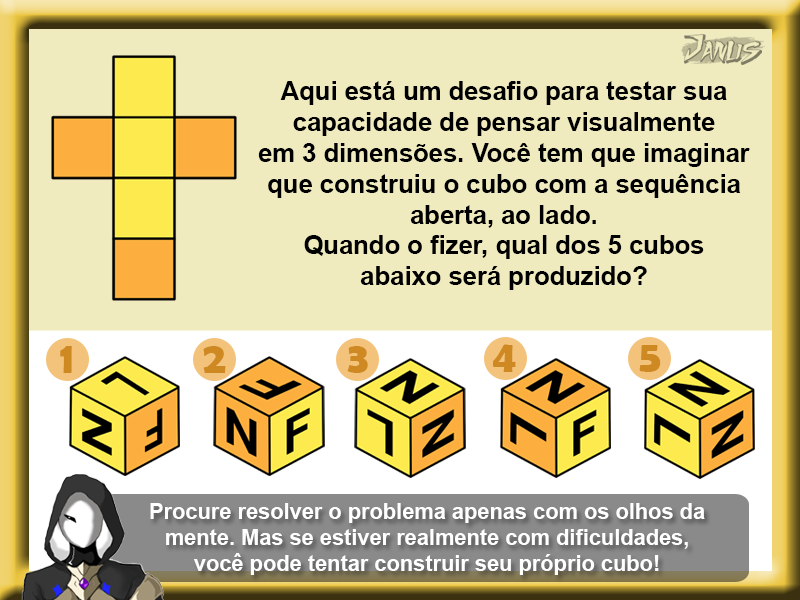 JANUS
Aqui está um desafio para testar sua
capacidade de pensar visualmente
em 3 dimensões. Você tem que imaginar
que construiu o cubo com a sequência
aberta, ao lado.
Quando o fizer, qual dos 5 cubos
abaixo será produzido?
1 2 3 4 5
L F N N N
N F N F L N L F L N
Procure resolver o problema apenas com os olhos da
mente. Mas se estiver realmente com dificuldades,
você pode tentar construir seu próprio cubo!